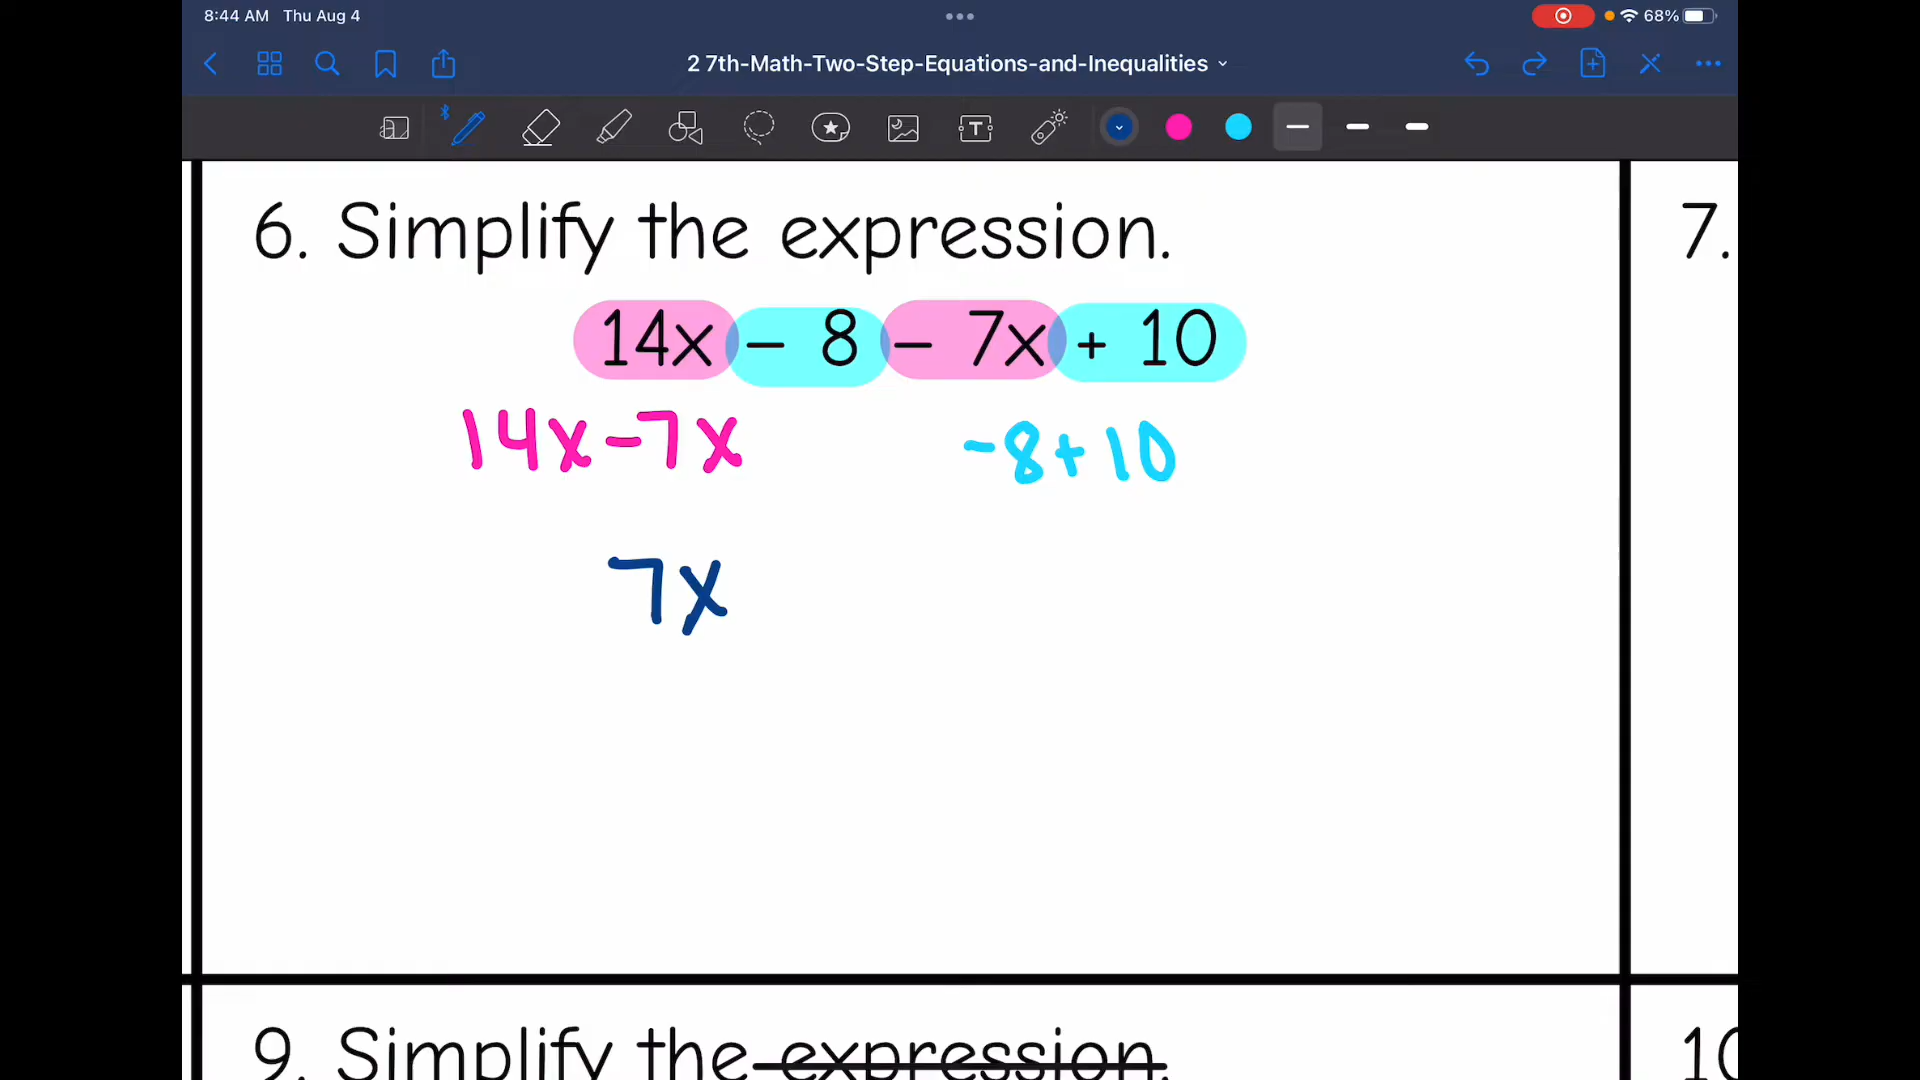 8:44 AM Thu Aug 4
68%
2 7th-Math-Two-Step-Equations-and-Inequalities
T
6. Simplify the expression.
7.
14x – 8 – 7x + 10
14x-7x
-8+10
7x
9. Simplify the expression.
10